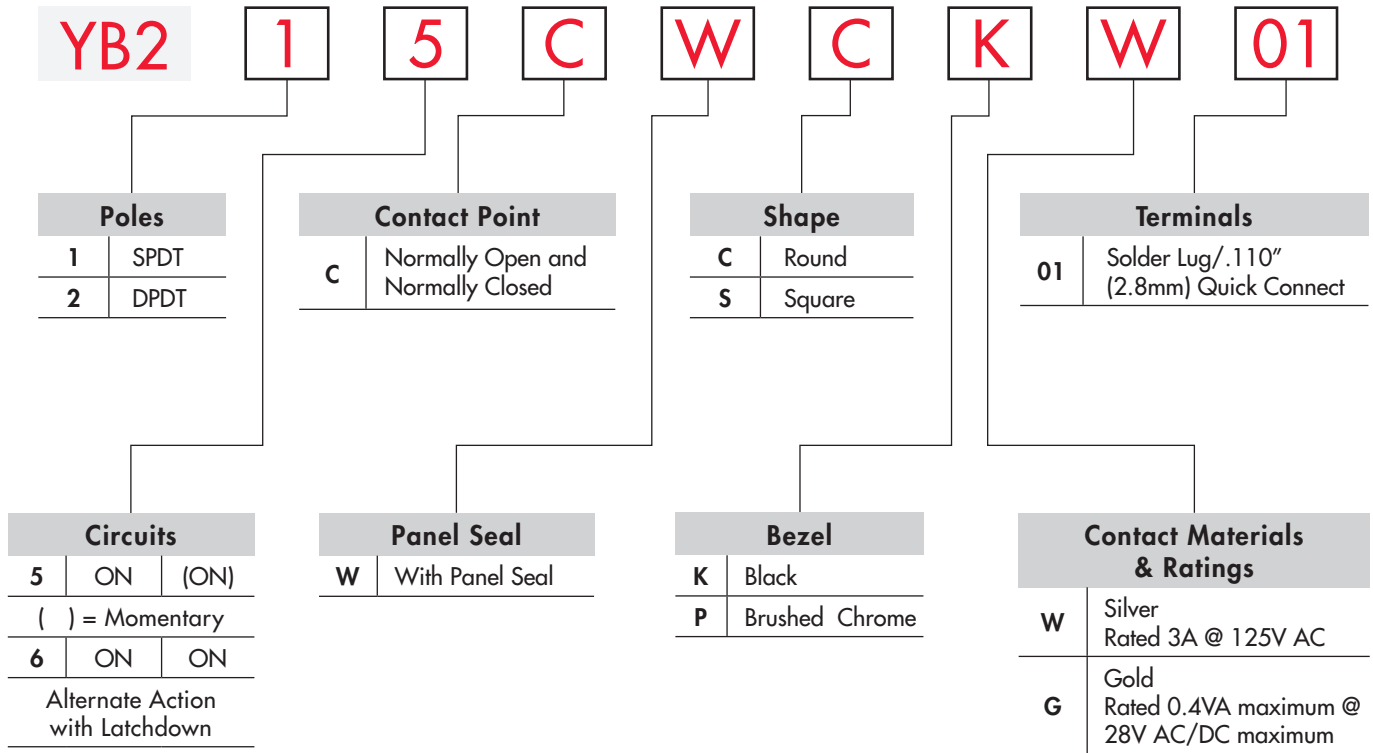 YB2 1 5 C W C K W 01
Poles
1 SPDT
2 DPDT
Contact Point
C Normally Open and
Normally Closed
Shape
C Round
S Square
Terminals
01 Solder Lug/.110”
(2.8mm) Quick Connect
Circuits
5 ON (ON)
( ) = Momentary
6 ON ON
Alternate Action
with Latchdown
Panel Seal
W With Panel Seal
Bezel
K Black
P Brushed Chrome
Contact Materials
& Ratings
W Silver
Rated 3A @ 125V AC
G Gold
Rated 0.4VA maximum @
28V AC/DC maximum